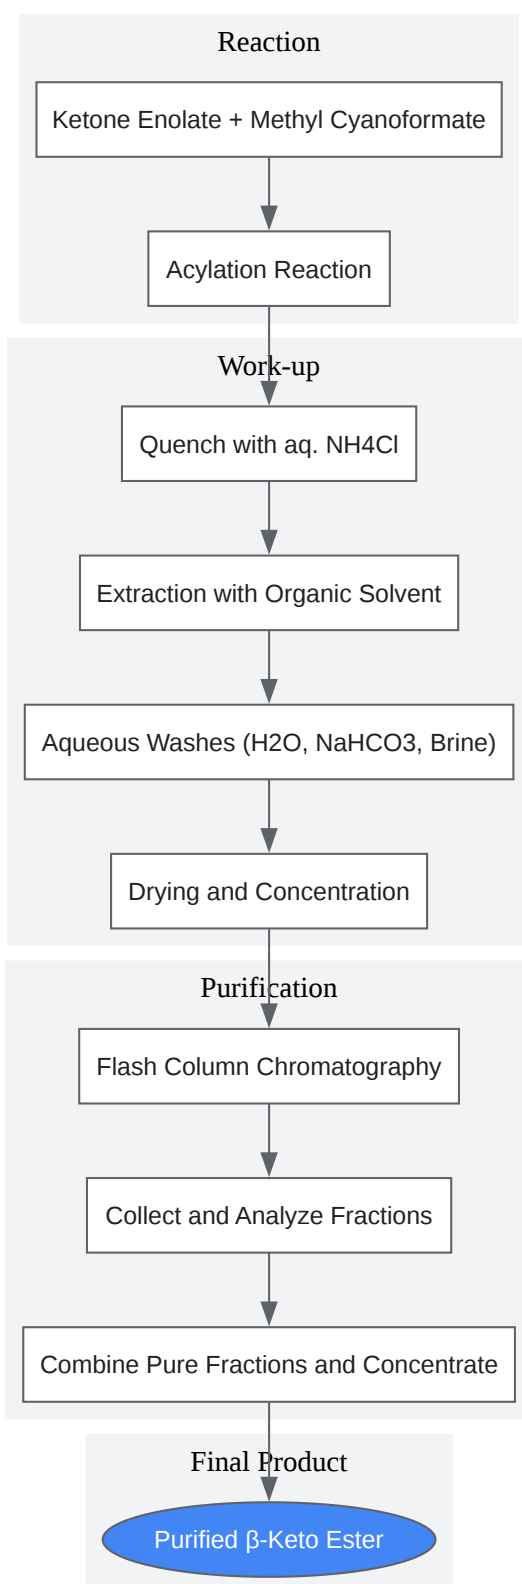 Reaction
Ketone Enolate + Methyl Cyanoformate
Acylation Reaction
Work-up
Quench with aq. NH4Cl
Extraction with Organic Solvent
Aqueous Washes (H2O, NaHCO3, Brine)
Drying and Concentration
Purification
Flash Column Chromatography
Collect and Analyze Fractions
Combine Pure Fractions and Concentrate
Final Product
Purified β-Keto Ester